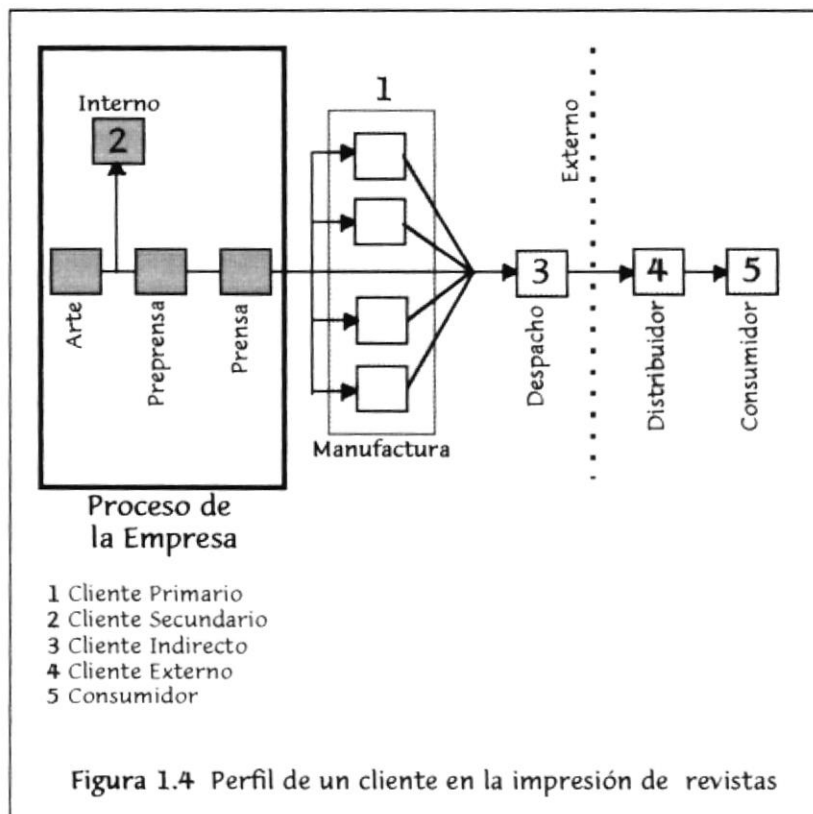 1
Interno
2
Externo
3
4
5
Arte
Preprensa
Prensa
Despacho
Distribuidor
Consumidor
Manufactura
Proceso de
la Empresa
1 Cliente Primario
2 Cliente Secundario
3 Cliente Indirecto
4 Cliente Externo
5 Consumidor
Figura 1.4 Perfil de un cliente en la impresión de revistas